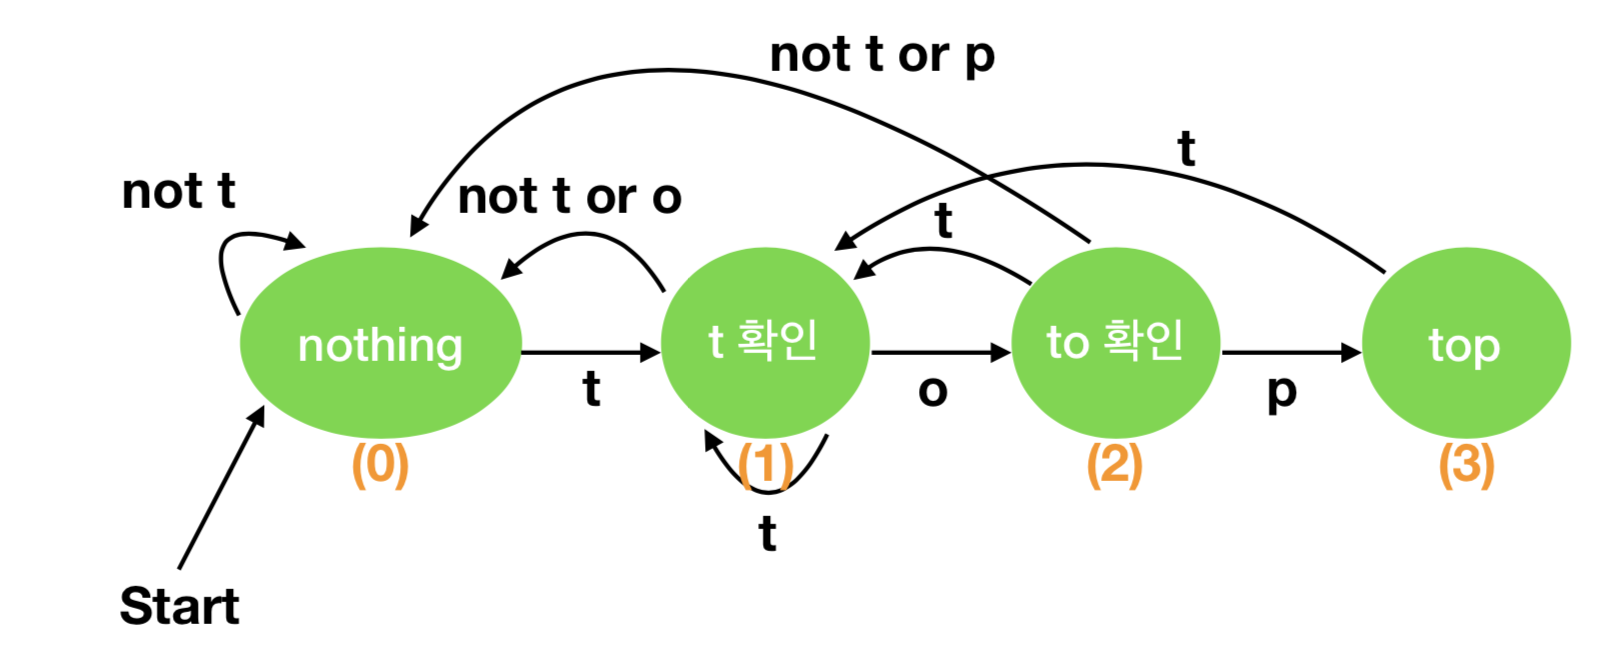 not t or p
t
not t
not t or o
t
nothing
t 확인
to 확인
top
t
o
p
(0)
(1)
(2)
(3)
t
Start